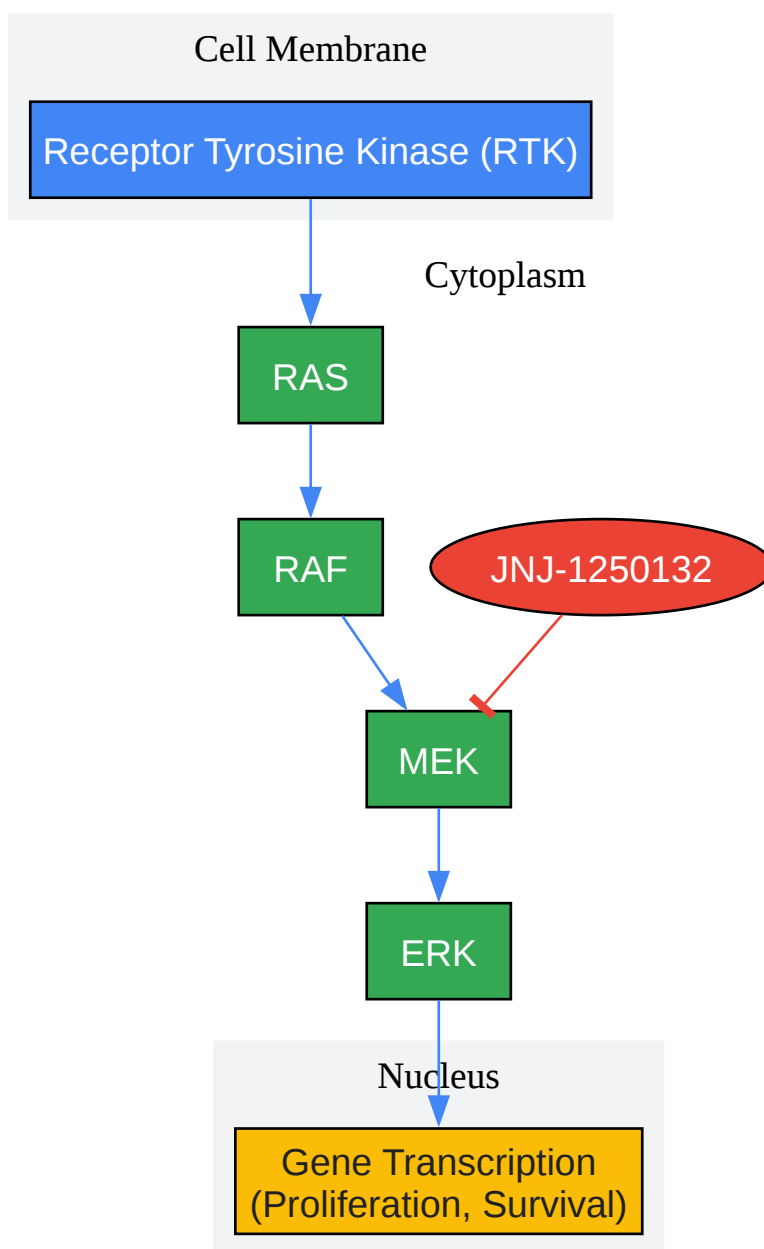 Cell Membrane
Receptor Tyrosine Kinase (RTK)
Cytoplasm
RAS
RAF
JNJ-1250132
MEK
ERK
Nucleus
Gene Transcription
(Proliferation, Survival)